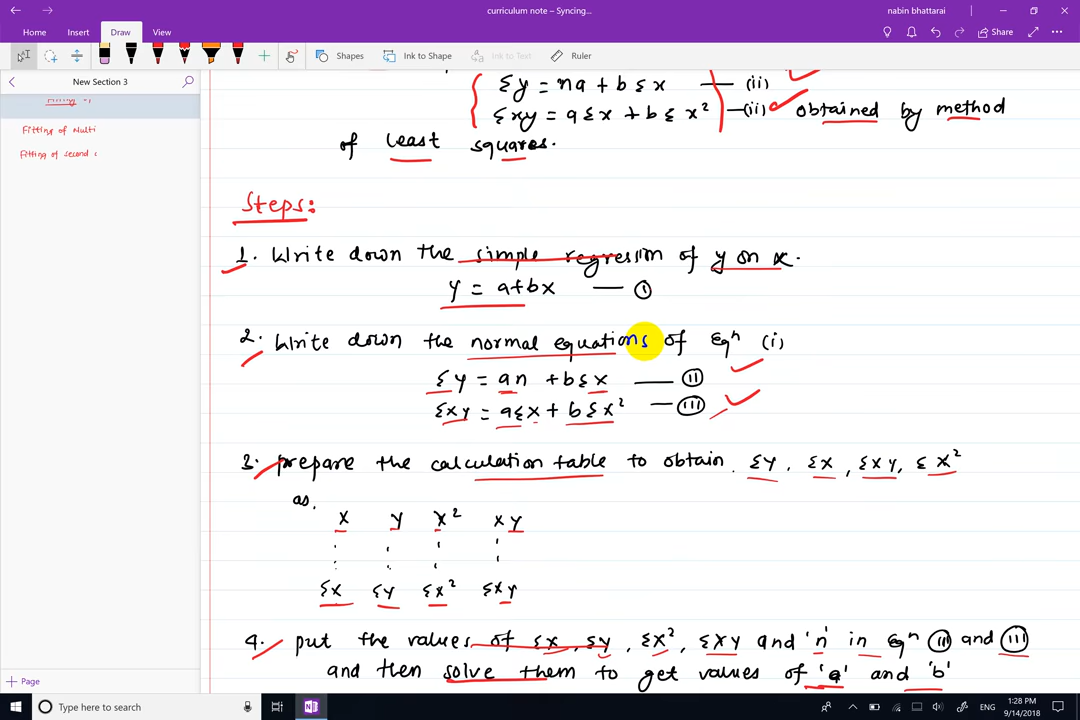 curriculum note - Syncing...
nabin bhattarai
Home Insert Draw View
Share
Shapes Ink to Shape Ink to Text Ruler
New Section 3
Fitting of Multi
Fitting of second
Σy = na + bΣx — (ii)
Σxy = aΣx + bΣx² —(ii) obtained by method
of least squares.
Steps:
1. Write down the simple regression of y on x.
y = a+bx — (i)
2. Write down the normal equations of Eqⁿ (i)
Σy = an + bΣx — (II)
Σxy = aΣx + bΣx² — (III)
3. prepare the calculation table to obtain Σy, Σx, Σxy, Σx²
as.
x y x² xy
: : : :
Σx Σy Σx² Σxy
4. put the values of Σx, Σy, Σx², Σxy and 'n' in Eqⁿ (II) and (III)
and then solve them to get values of 'a' and 'b'
+ Page
Type here to search
ENG
1:28 PM
9/14/2018